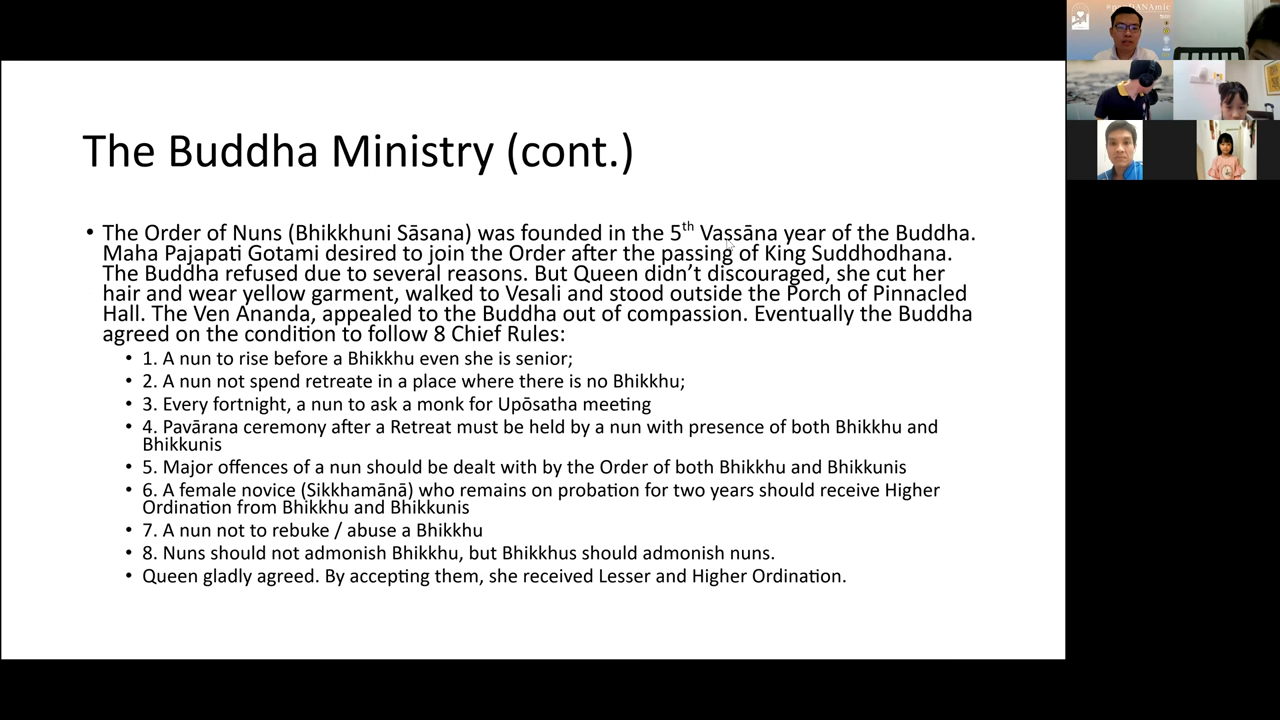 The Buddha Ministry (cont.)
• The Order of Nuns (Bhikkhuni Sāsana) was founded in the 5th Vassāna year of the Buddha.
Maha Pajapati Gotami desired to join the Order after the passing of King Suddhodhana.
The Buddha refused due to several reasons. But Queen didn't discouraged, she cut her
hair and wear yellow garment, walked to Vesali and stood outside the Porch of Pinnacled
Hall. The Ven Ananda, appealed to the Buddha out of compassion. Eventually the Buddha
agreed on the condition to follow 8 Chief Rules:
• 1. A nun to rise before a Bhikkhu even she is senior;
• 2. A nun not spend retreate in a place where there is no Bhikkhu;
• 3. Every fortnight, a nun to ask a monk for Upōsatha meeting
• 4. Pavārana ceremony after a Retreat must be held by a nun with presence of both Bhikkhu and
Bhikkunis
• 5. Major offences of a nun should be dealt with by the Order of both Bhikkhu and Bhikkunis
• 6. A female novice (Sikkhamānā) who remains on probation for two years should receive Higher
Ordination from Bhikkhu and Bhikkunis
• 7. A nun not to rebuke / abuse a Bhikkhu
• 8. Nuns should not admonish Bhikkhu, but Bhikkhus should admonish nuns.
• Queen gladly agreed. By accepting them, she received Lesser and Higher Ordination.